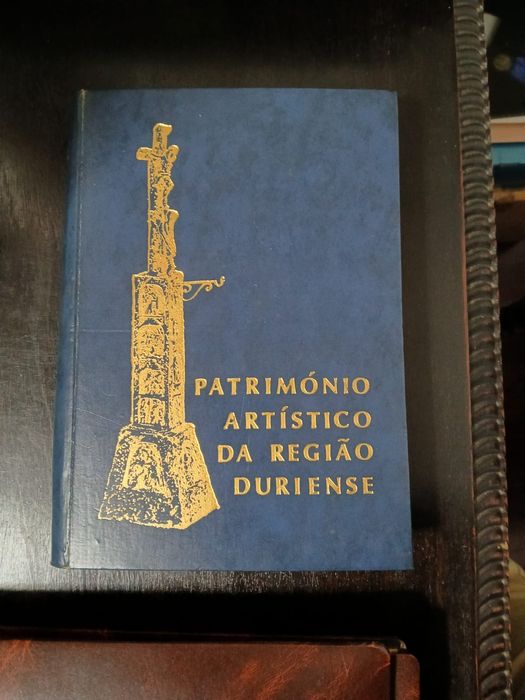 PATRIMÓNIO
ARTÍSTICO
DA REGIÃO
DURIENSE